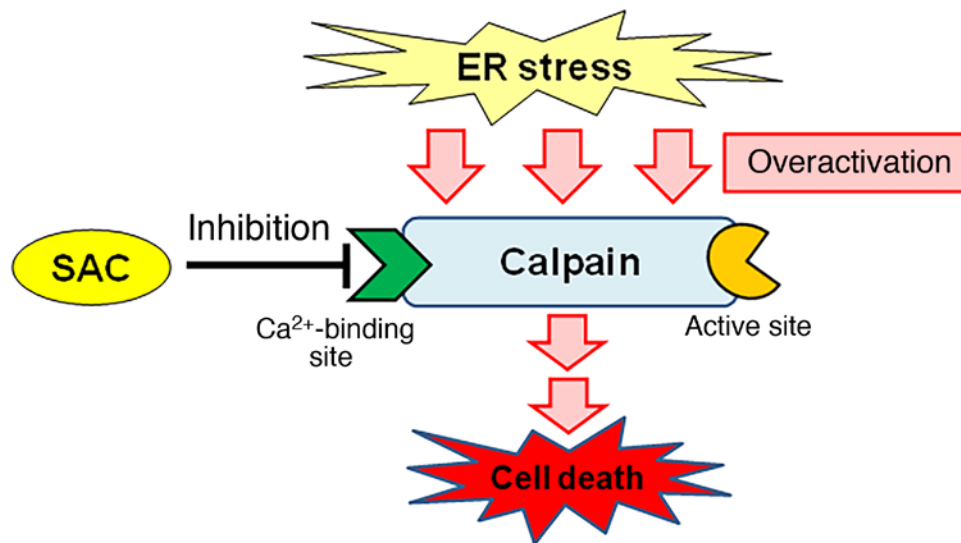 ER stress
Overactivation
Inhibition
SAC
Calpain
Ca²⁺-binding
site
Active site
Cell death